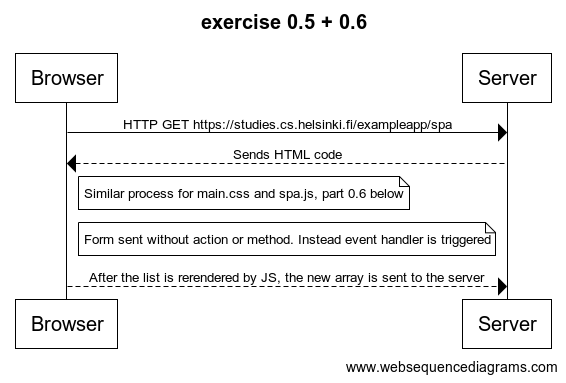 exercise 0.5 + 0.6
Browser Server
HTTP GET https://studies.cs.helsinki.fi/exampleapp/spa
Sends HTML code
Similar process for main.css and spa.js, part 0.6 below
Form sent without action or method. Instead event handler is triggered
After the list is rerendered by JS, the new array is sent to the server
Browser Server
www.websequencediagrams.com